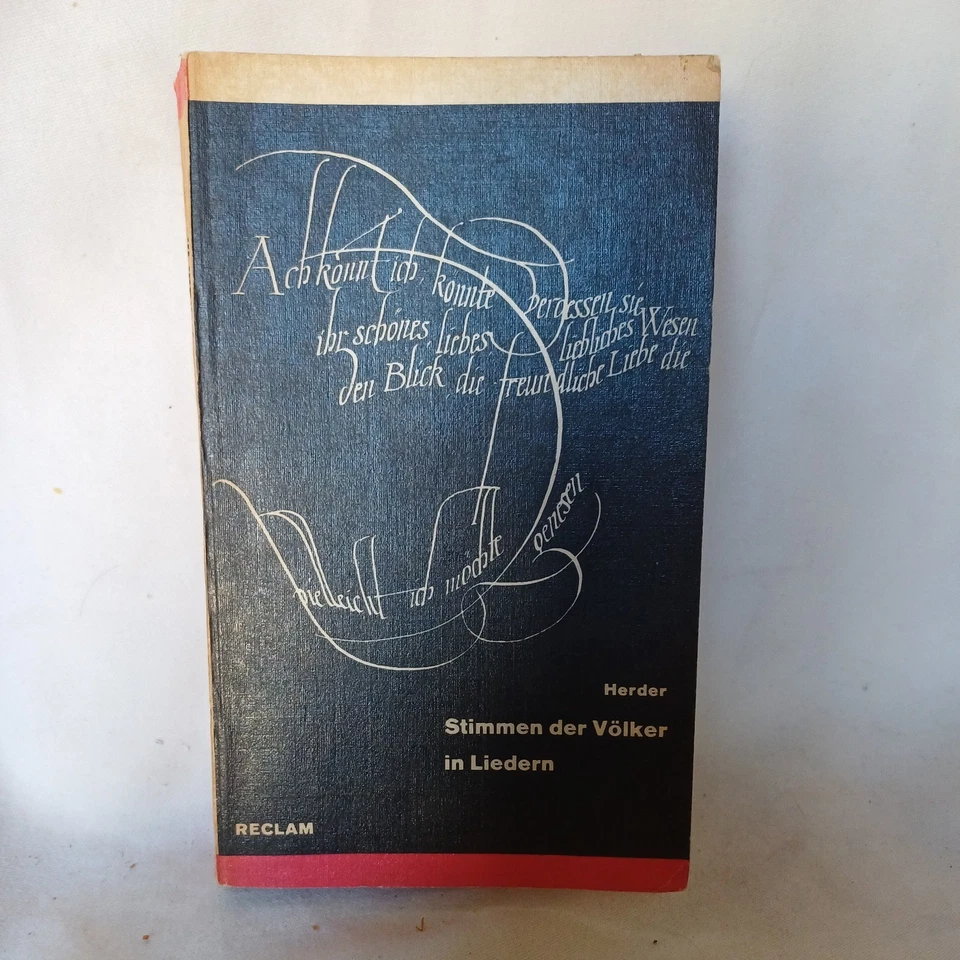 Ach könnt ich, könnte vergessen sie
ihr schönes liebes liebliches Wesen
den Blick die freundliche Liebe die
vielleicht ich möchte genesen
Herder
Stimmen der Völker
in Liedern
RECLAM